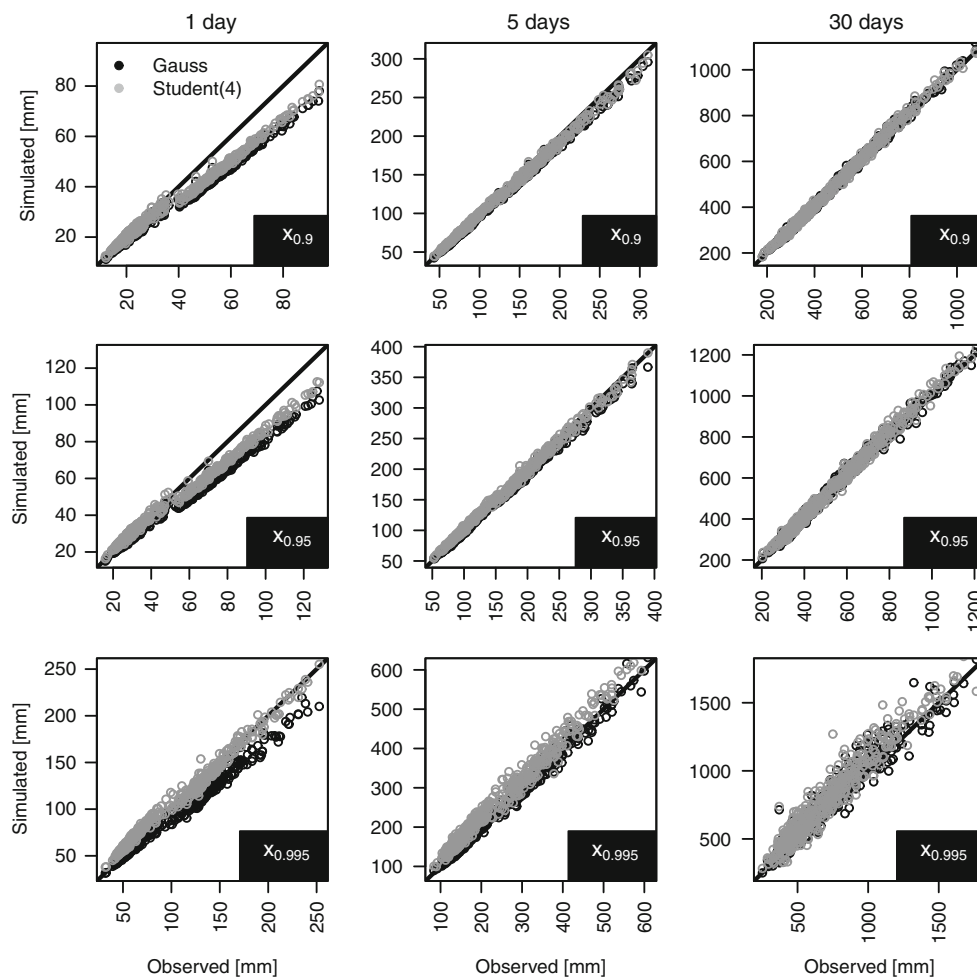 1 day 5 days 30 days
Gauss
Student(4)
Simulated [mm]
80
60
40
20
20 40 60 80
x0.9
300
250
200
150
100
50
50 100 150 200 250 300
x0.9
1000
800
600
400
200
200 400 600 800 1000
x0.9
Simulated [mm]
120
100
80
60
40
20
20 40 60 80 100 120
x0.95
400
350
300
250
200
150
100
50
50 100 150 200 250 300 350 400
x0.95
1200
1000
800
600
400
200
200 400 600 800 1000 1200
x0.95
Simulated [mm]
250
200
150
100
50
50 100 150 200 250
x0.995
600
500
400
300
200
100
100 200 300 400 500 600
x0.995
1500
1000
500
500 1000 1500
x0.995
Observed [mm] Observed [mm] Observed [mm]